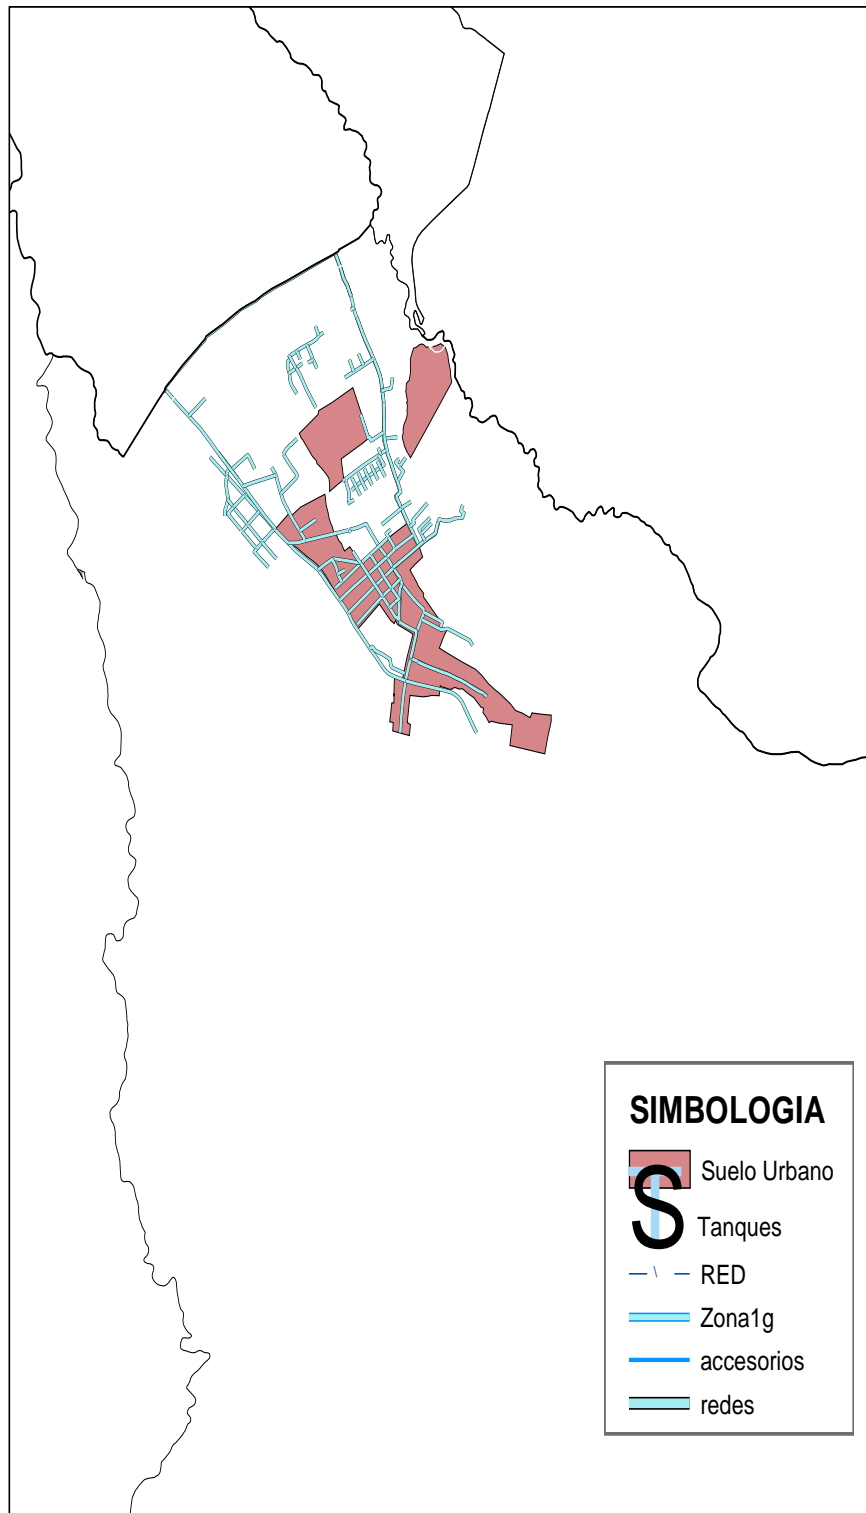 SIMBOLOGIA
Suelo Urbano
S
Tanques
RED
Zona1g
accesorios
redes